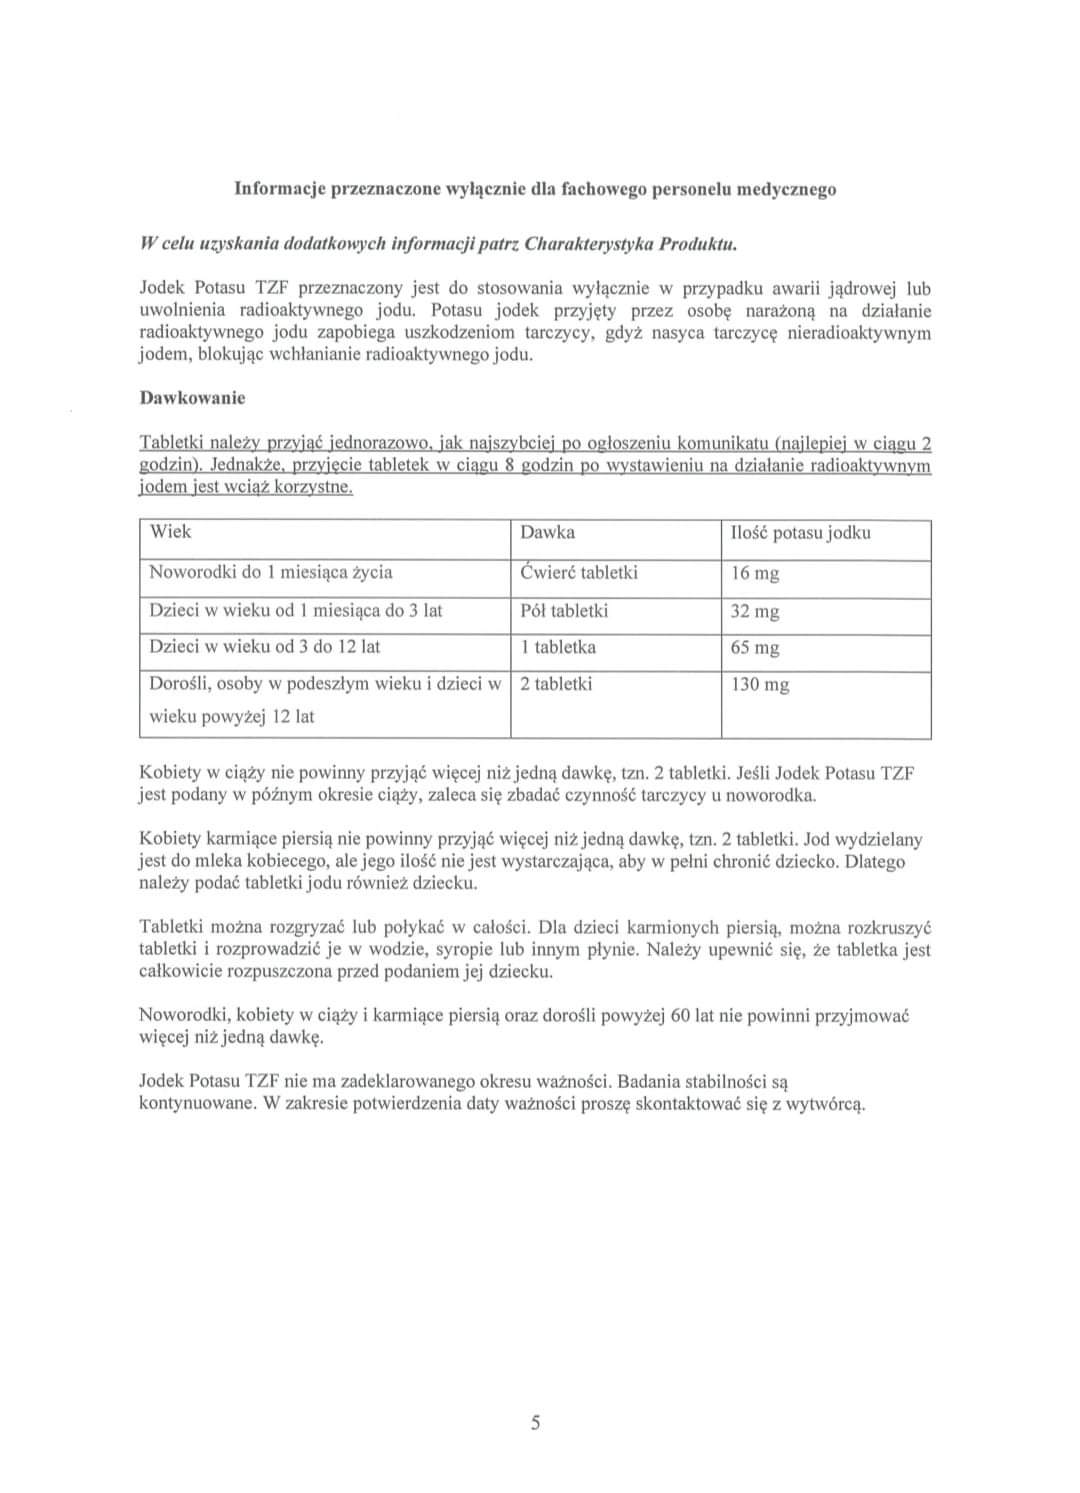 Informacje przeznaczone wyłącznie dla fachowego personelu medycznego
W celu uzyskania dodatkowych informacji patrz Charakterystyka Produktu.
Jodek Potasu TZF przeznaczony jest do stosowania wyłącznie w przypadku awarii jądrowej lub
uwolnienia radioaktywnego jodu. Potasu jodek przyjęty przez osobę narażoną na działanie
radioaktywnego jodu zapobiega uszkodzeniom tarczycy, gdyż nasyca tarczycę nieradioaktywnym
jodem, blokując wchłanianie radioaktywnego jodu.
Dawkowanie
Tabletki należy przyjąć jednorazowo, jak najszybciej po ogłoszeniu komunikatu (najlepiej w ciągu 2
godzin). Jednakże, przyjęcie tabletek w ciągu 8 godzin po wystawieniu na działanie radioaktywnym
jodem jest wciąż korzystne.
Wiek Dawka Ilość potasu jodku
Noworodki do 1 miesiąca życia Ćwierć tabletki 16 mg
Dzieci w wieku od 1 miesiąca do 3 lat Pół tabletki 32 mg
Dzieci w wieku od 3 do 12 lat 1 tabletka 65 mg
Dorośli, osoby w podeszłym wieku i dzieci w 2 tabletki 130 mg
wieku powyżej 12 lat
Kobiety w ciąży nie powinny przyjąć więcej niż jedną dawkę, tzn. 2 tabletki. Jeśli Jodek Potasu TZF
jest podany w późnym okresie ciąży, zaleca się zbadać czynność tarczycy u noworodka.
Kobiety karmiące piersią nie powinny przyjąć więcej niż jedną dawkę, tzn. 2 tabletki. Jod wydzielany
jest do mleka kobiecego, ale jego ilość nie jest wystarczająca, aby w pełni chronić dziecko. Dlatego
należy podać tabletki jodu również dziecku.
Tabletki można rozgryzać lub połykać w całości. Dla dzieci karmionych piersią, można rozkruszyć
tabletki i rozprowadzić je w wodzie, syropie lub innym płynie. Należy upewnić się, że tabletka jest
całkowicie rozpuszczona przed podaniem jej dziecku.
Noworodki, kobiety w ciąży i karmiące piersią oraz dorośli powyżej 60 lat nie powinni przyjmować
więcej niż jedną dawkę.
Jodek Potasu TZF nie ma zadeklarowanego okresu ważności. Badania stabilności są
kontynuowane. W zakresie potwierdzenia daty ważności proszę skontaktować się z wytwórcą.
5